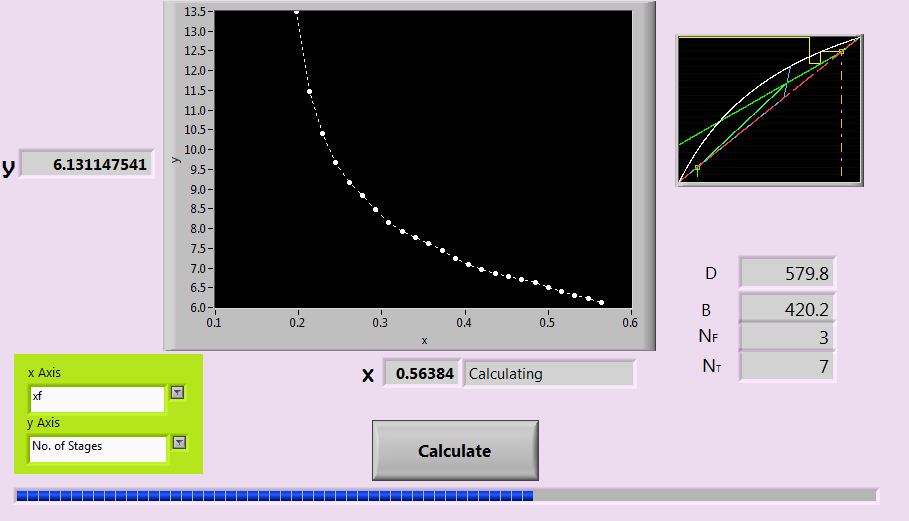 13.5
13.0
12.5
12.0
11.5
11.0
10.5
10.0
9.5
9.0
8.5
8.0
7.5
7.0
6.5
6.0
y
0.1 0.2 0.3 0.4 0.5 0.6
x
y 6.131147541
D 579.8
B 420.2
NF 3
NT 7
x 0.56384 Calculating
x Axis
xf
y Axis
No. of Stages
Calculate